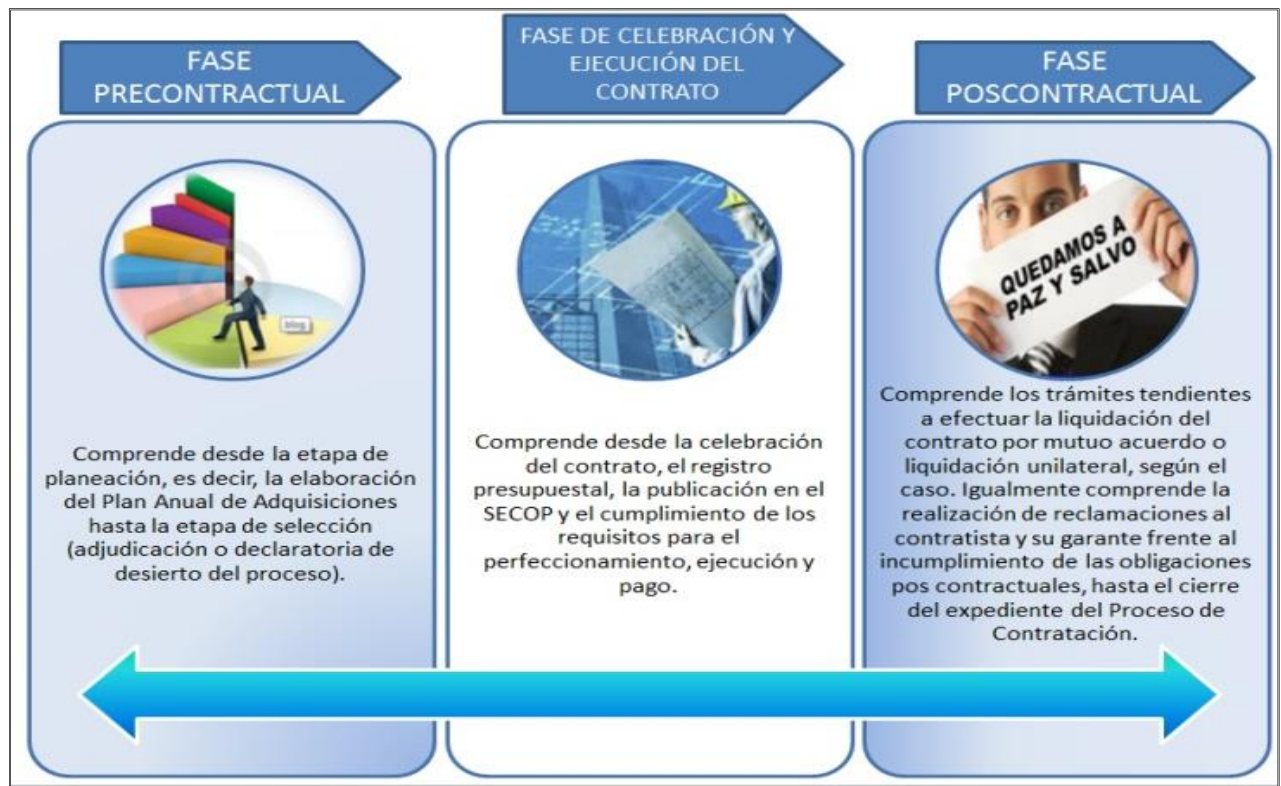 FASE
PRECONTRACTUAL
blog
Comprende desde la etapa de
planeación, es decir, la elaboración
del Plan Anual de Adquisiciones
hasta la etapa de selección
(adjudicación o declaratoria de
desierto del proceso).
FASE DE CELEBRACIÓN Y
EJECUCIÓN DEL
CONTRATO
Comprende desde la celebración
del contrato, el registro
presupuestal, la publicación en el
SECOP y el cumplimiento de los
requisitos para el
perfeccionamiento, ejecución y
pago.
FASE
POSCONTRACTUAL
QUEDAMOS A
PAZ Y SALVO
Comprende los trámites tendientes
a efectuar la liquidación del
contrato por mutuo acuerdo o
liquidación unilateral, según el
caso. Igualmente comprende la
realización de reclamaciones al
contratista y su garante frente al
incumplimiento de las obligaciones
pos contractuales, hasta el cierre
del expediente del Proceso de
Contratación.